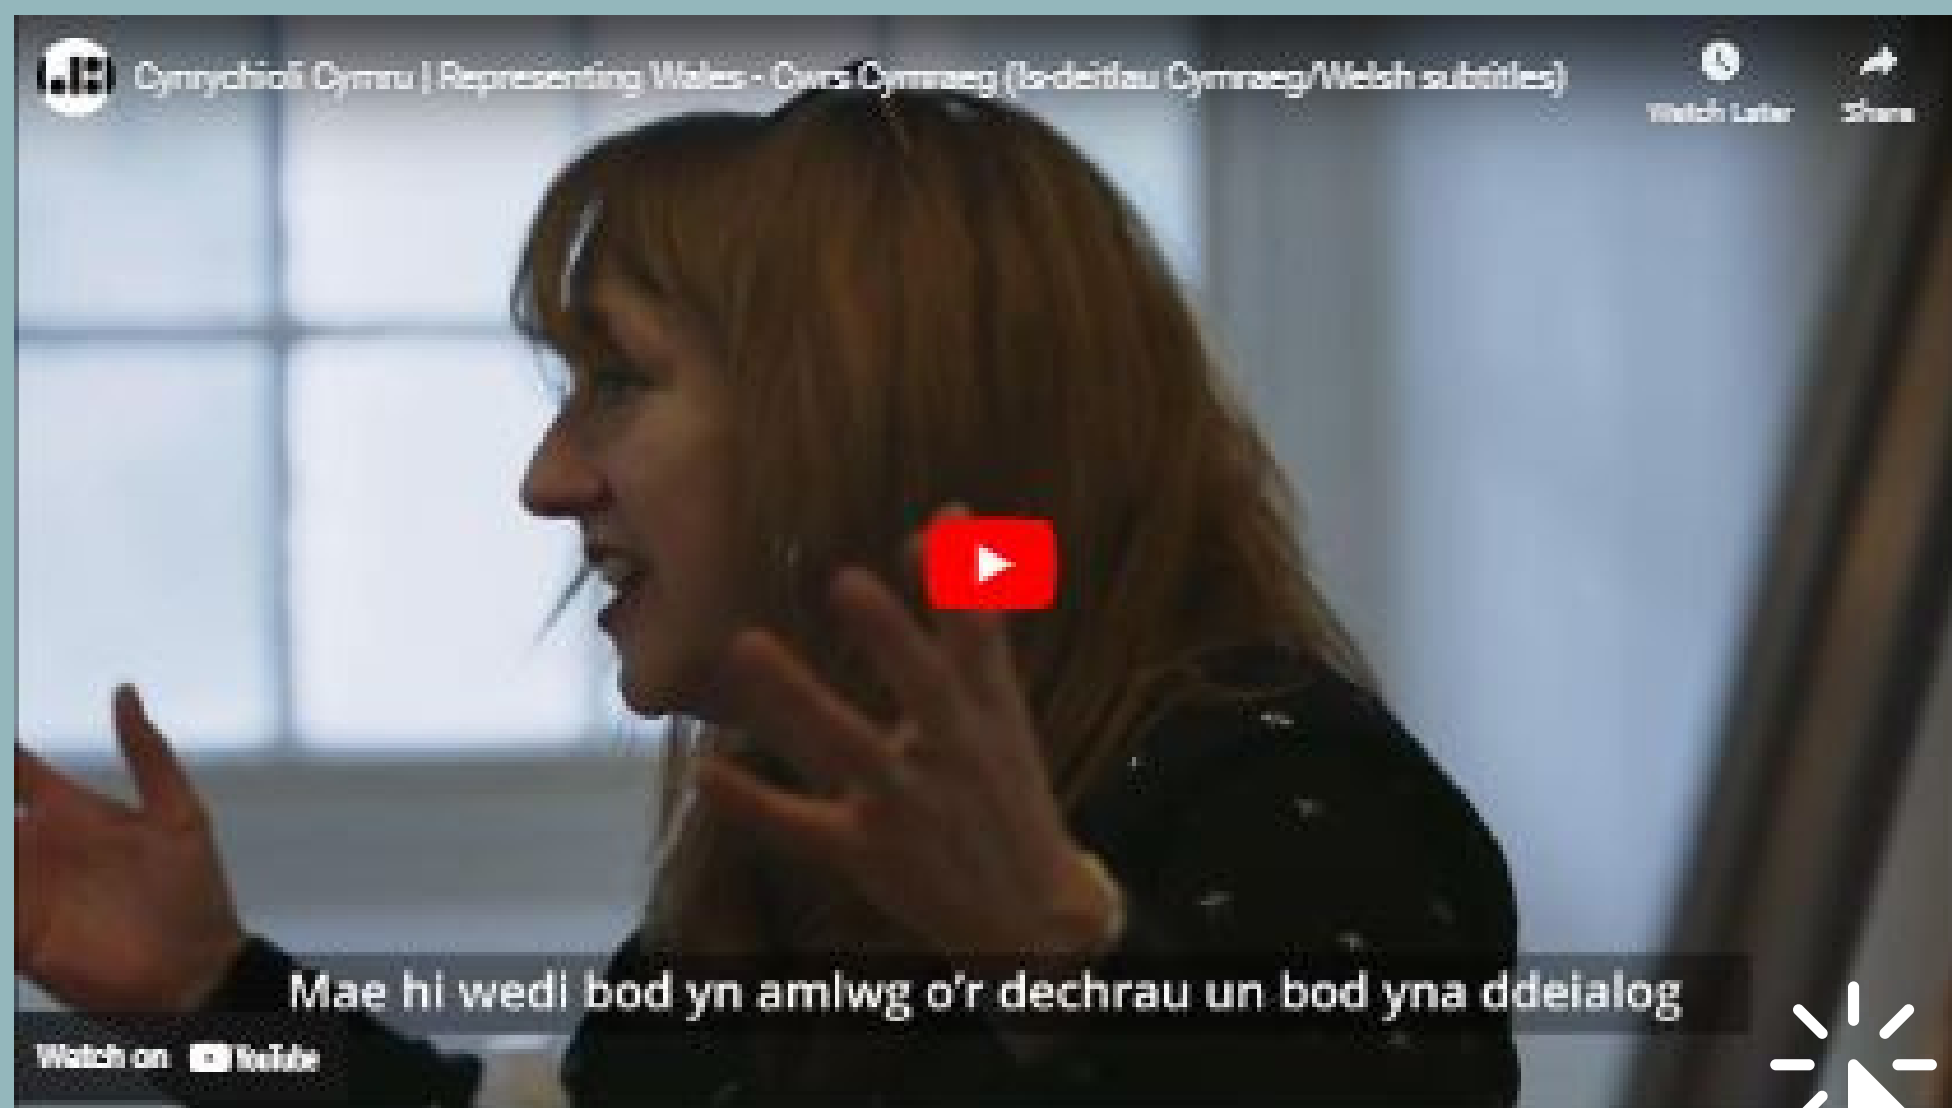 Cynrychioli Cymru | Representing Wales - Cwrs Cymraeg (Is-deitlau Cymraeg/Welsh subtitles)
Watch Later
Share
Mae hi wedi bod yn amlwg o'r dechrau un bod yna ddeialog
Watch on YouTube